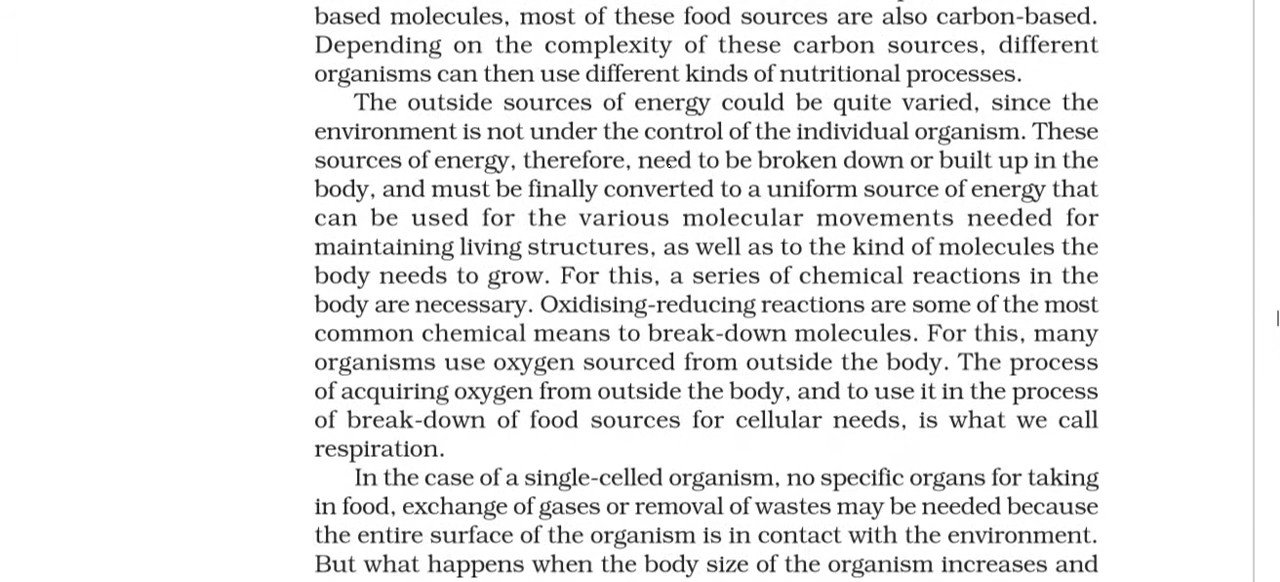 based molecules, most of these food sources are also carbon-based.
Depending on the complexity of these carbon sources, different
organisms can then use different kinds of nutritional processes.
The outside sources of energy could be quite varied, since the
environment is not under the control of the individual organism. These
sources of energy, therefore, need to be broken down or built up in the
body, and must be finally converted to a uniform source of energy that
can be used for the various molecular movements needed for
maintaining living structures, as well as to the kind of molecules the
body needs to grow. For this, a series of chemical reactions in the
body are necessary. Oxidising-reducing reactions are some of the most
common chemical means to break-down molecules. For this, many
organisms use oxygen sourced from outside the body. The process
of acquiring oxygen from outside the body, and to use it in the process
of break-down of food sources for cellular needs, is what we call
respiration.
In the case of a single-celled organism, no specific organs for taking
in food, exchange of gases or removal of wastes may be needed because
the entire surface of the organism is in contact with the environment.
But what happens when the body size of the organism increases and